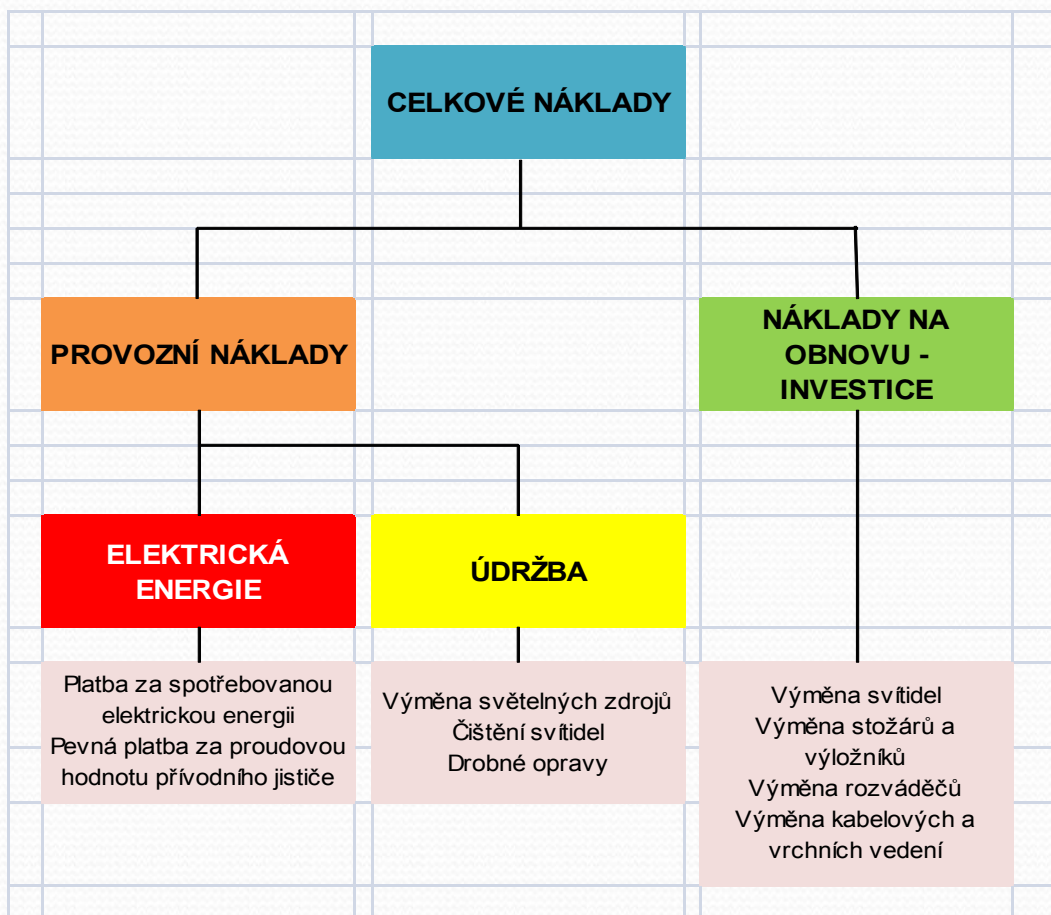 CELKOVÉ NÁKLADY
PROVOZNÍ NÁKLADY
NÁKLADY NA
OBNOVU -
INVESTICE
ELEKTRICKÁ
ENERGIE
ÚDRŽBA
Platba za spotřebovanou
elektrickou energii
Pevná platba za proudovou
hodnotu přívodního jističe
Výměna světelných zdrojů
Čištění svítidel
Drobné opravy
Výměna svítidel
Výměna stožárů a
výložníků
Výměna rozváděčů
Výměna kabelových a
vrchních vedení